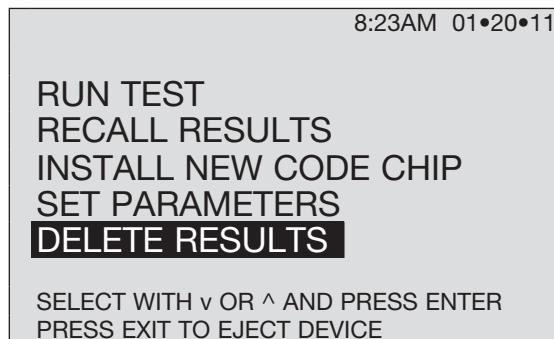 8:23AM 01•20•11
RUN TEST
RECALL RESULTS
INSTALL NEW CODE CHIP
SET PARAMETERS
DELETE RESULTS
SELECT WITH v OR ^ AND PRESS ENTER
PRESS EXIT TO EJECT DEVICE